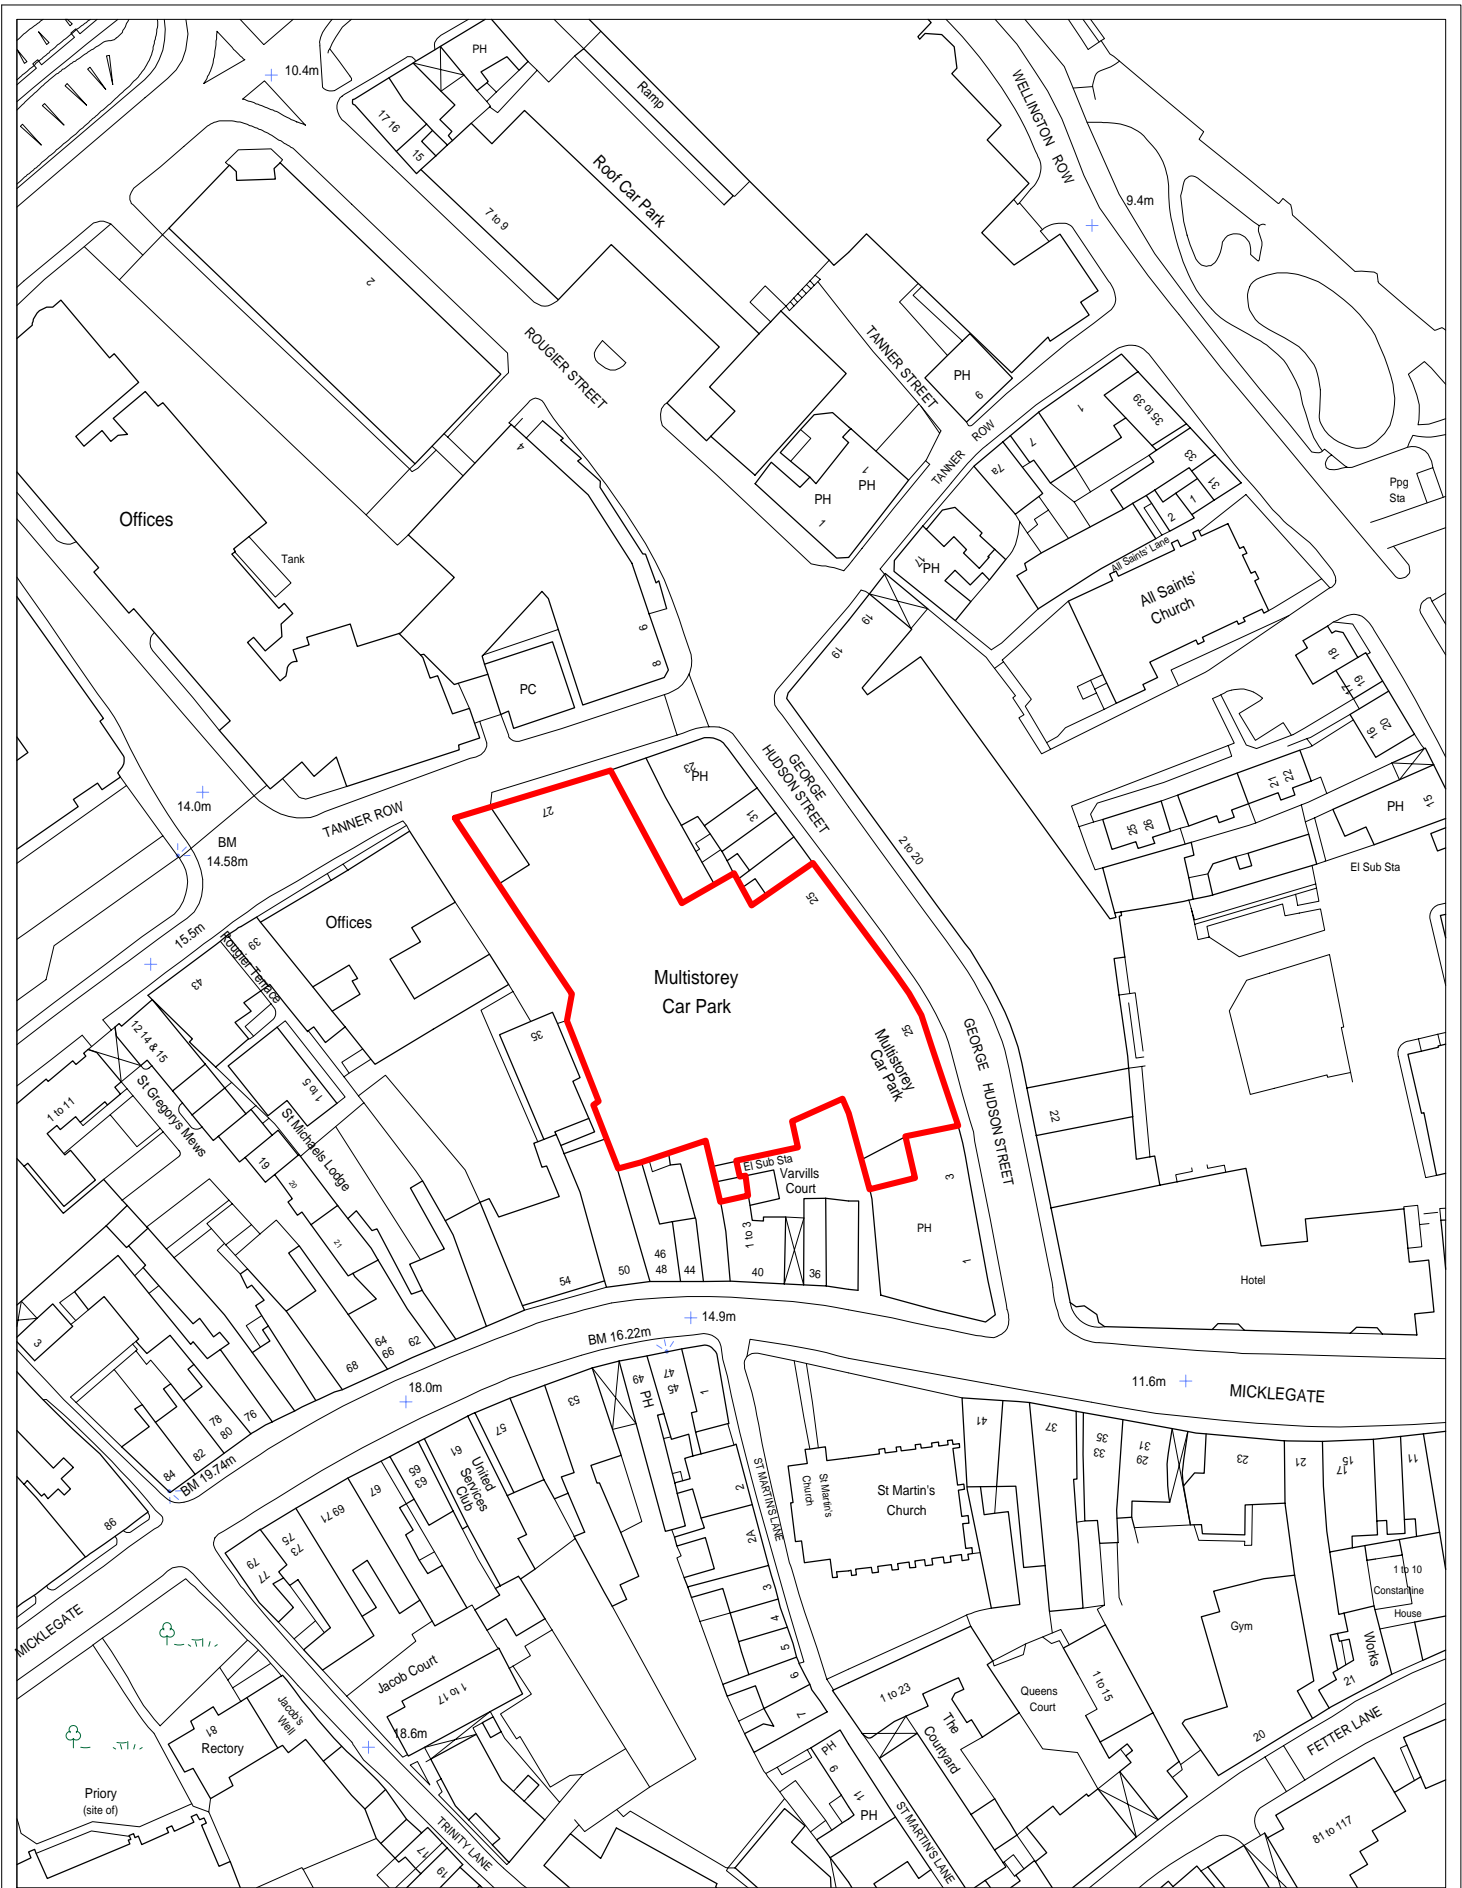 PH
10.4m
17 16
15
Ramp
Roof Car Park
7 to 9
WELLINGTON ROW
9.4m
2
ROUGIER STREET
TANNER STREET
PH
6
TANNER ROW
35 to 39
1
7
7a
33
31
1
2
Ppg
Sta
Offices
Tank
4
PH
1
PH
1
17
PH
All Saints' Lane
All Saints'
Church
6
8
PC
19
19
18
19
17
20
16
14.0m
BM
14.58m
TANNER ROW
27
23
PH
31
GEORGE
HUDSON STREET
2 to 20
22
21
25
26
PH
15
El Sub Sta
25
Offices
39
Rougier Terrace
15.5m
43
12 14 & 15
Multistorey
Car Park
25
Multistorey
Car Park
GEORGE HUDSON STREET
35
1 to 11
St Gregorys Mews
1 to 5
St Michaels Lodge
19
20
21
22
El Sub Sta
Varvills
Court
3
PH
1
1 to 3
46
48
44
50
54
40
36
Hotel
14.9m
BM 16.22m
3
64
66
62
68
18.0m
11.6m
MICKLEGATE
78
80
76
82
84
BM 19.74m
86
53
49
PH
47
45
1
57
61
United
Services
Club
65
63
67
69 71
75
73
79
77
2
2A
ST MARTIN'S LANE
St Martin's
Church
St Martin's
Church
41
37
35
33
31
29
23
21
17
15
11
3
4
5
6
7
1 to 10
Constantine
House
Works
21
Gym
20
FETTER LANE
MICKLEGATE
Jacob Court
1 to 17
18.6m
Jacob's
Well
81
Rectory
Priory
(site of)
TRINITY LANE
17
19
1 to 23
The
Courtyard
Queens
Court
1 to 15
PH
9
11
PH
ST MARTIN'S LANE
81 to 117